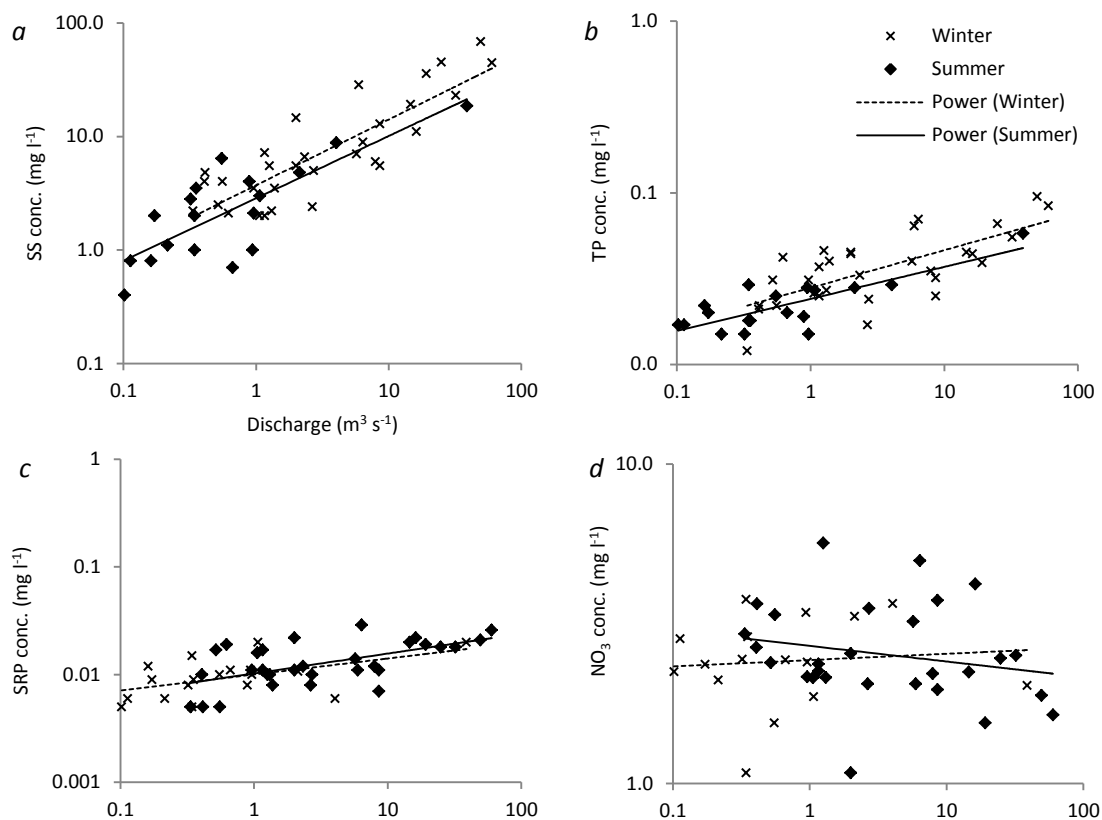 a
100.0
10.0
1.0
0.1
SS conc. (mg l⁻¹)
0.1 1 10 100
Discharge (m³ s⁻¹)
b
1.0
0.1
0.0
TP conc. (mg l⁻¹)
Winter
Summer
Power (Winter)
Power (Summer)
0.1 1 10 100
c
1
0.1
0.01
0.001
SRP conc. (mg l⁻¹)
0.1 1 10 100
d
10.0
1.0
NO₃ conc. (mg l⁻¹)
0.1 1 10 100